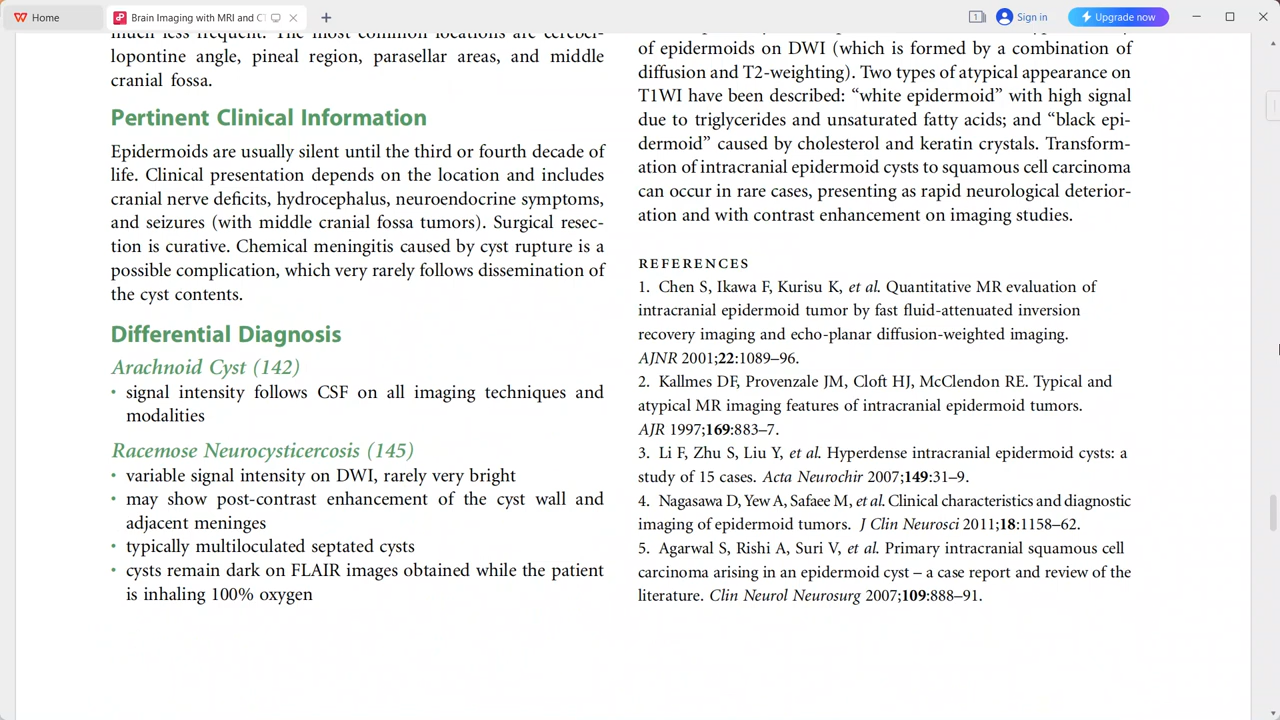 Home
Brain Imaging with MRI and C
Sign in
Upgrade now
much less frequent. The most common locations are cerebel-
lopontine angle, pineal region, parasellar areas, and middle
cranial fossa.
Pertinent Clinical Information
Epidermoids are usually silent until the third or fourth decade of
life. Clinical presentation depends on the location and includes
cranial nerve deficits, hydrocephalus, neuroendocrine symptoms,
and seizures (with middle cranial fossa tumors). Surgical resec-
tion is curative. Chemical meningitis caused by cyst rupture is a
possible complication, which very rarely follows dissemination of
the cyst contents.
Differential Diagnosis
Arachnoid Cyst (142)
• signal intensity follows CSF on all imaging techniques and
modalities
Racemose Neurocysticercosis (145)
• variable signal intensity on DWI, rarely very bright
• may show post-contrast enhancement of the cyst wall and
adjacent meninges
• typically multiloculated septated cysts
• cysts remain dark on FLAIR images obtained while the patient
is inhaling 100% oxygen
of epidermoids on DWI (which is formed by a combination of
diffusion and T2-weighting). Two types of atypical appearance on
T1WI have been described: “white epidermoid” with high signal
due to triglycerides and unsaturated fatty acids; and “black epi-
dermoid” caused by cholesterol and keratin crystals. Transform-
ation of intracranial epidermoid cysts to squamous cell carcinoma
can occur in rare cases, presenting as rapid neurological deterior-
ation and with contrast enhancement on imaging studies.
REFERENCES
1. Chen S, Ikawa F, Kurisu K, et al. Quantitative MR evaluation of
intracranial epidermoid tumor by fast fluid-attenuated inversion
recovery imaging and echo-planar diffusion-weighted imaging.
AJNR 2001;22:1089–96.
2. Kallmes DF, Provenzale JM, Cloft HJ, McClendon RE. Typical and
atypical MR imaging features of intracranial epidermoid tumors.
AJR 1997;169:883–7.
3. Li F, Zhu S, Liu Y, et al. Hyperdense intracranial epidermoid cysts: a
study of 15 cases. Acta Neurochir 2007;149:31–9.
4. Nagasawa D, Yew A, Safaee M, et al. Clinical characteristics and diagnostic
imaging of epidermoid tumors. J Clin Neurosci 2011;18:1158–62.
5. Agarwal S, Rishi A, Suri V, et al. Primary intracranial squamous cell
carcinoma arising in an epidermoid cyst – a case report and review of the
literature. Clin Neurol Neurosurg 2007;109:888–91.